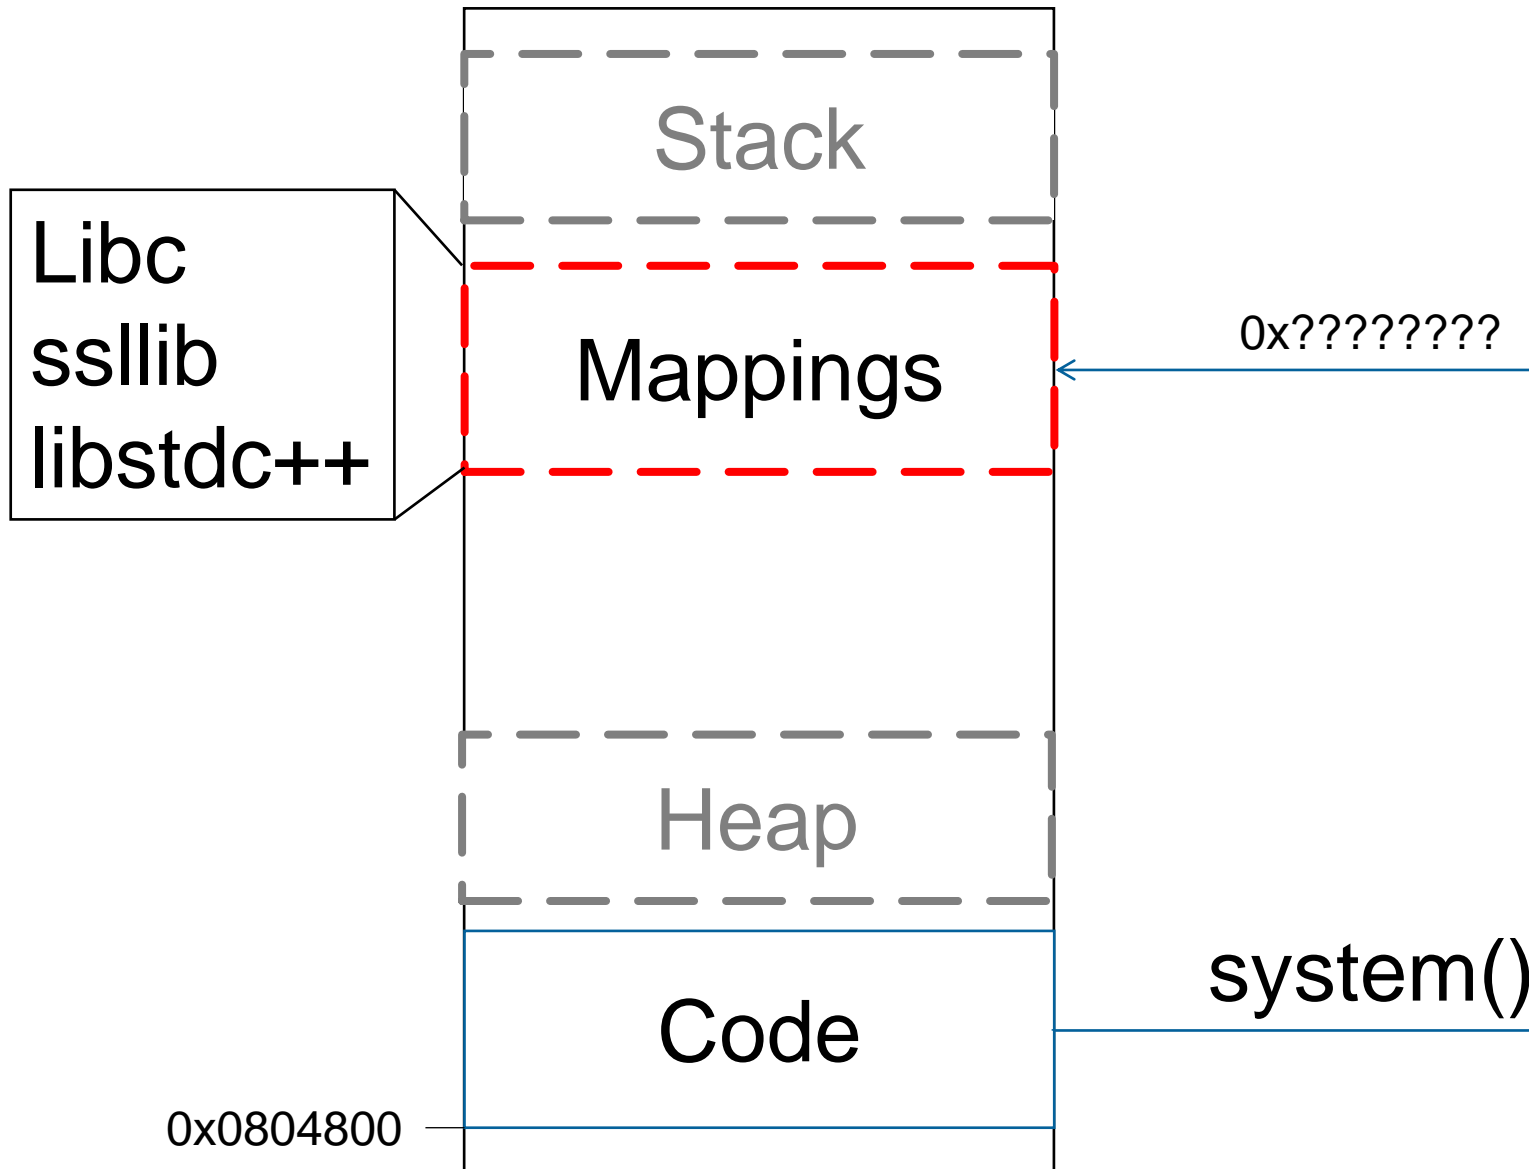 Stack
Libc
ssllib
libstdc++
Mappings
0x????????
Heap
system()
Code
0x0804800